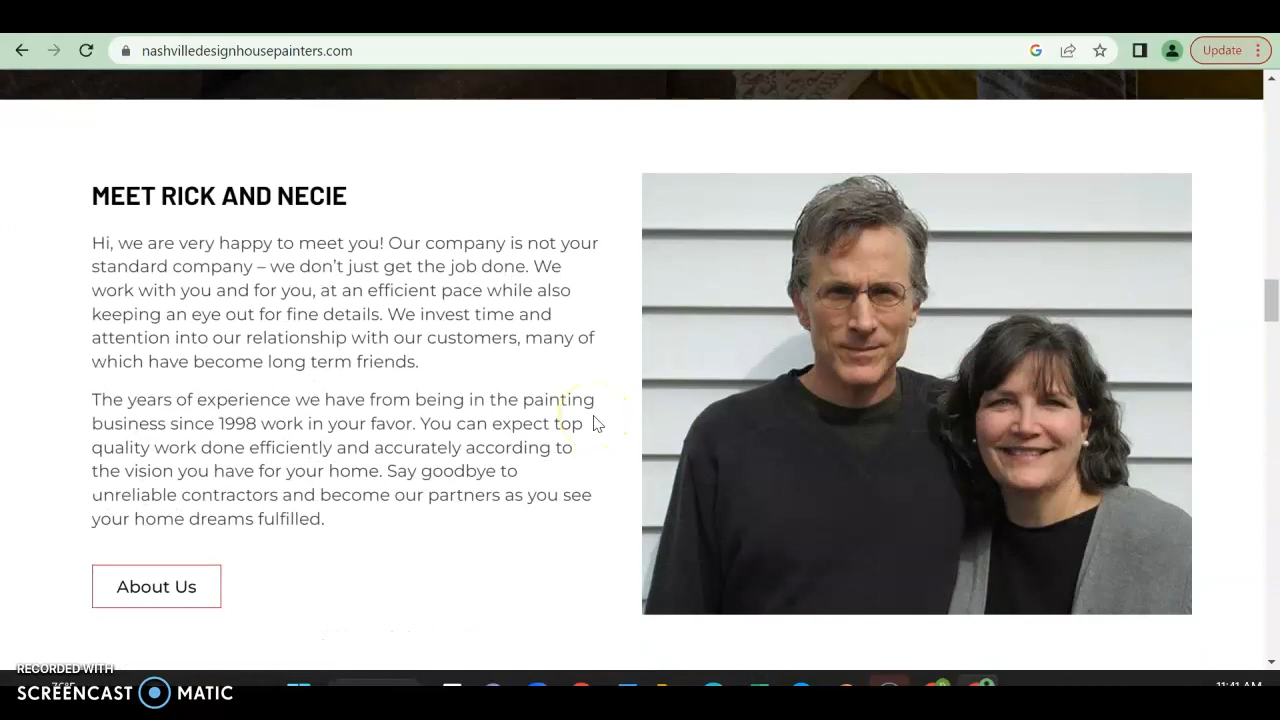 nashvilledesignhousepainters.com
Update
MEET RICK AND NECIE
Hi, we are very happy to meet you! Our company is not your
standard company – we don't just get the job done. We
work with you and for you, at an efficient pace while also
keeping an eye out for fine details. We invest time and
attention into our relationship with our customers, many of
which have become long term friends.
The years of experience we have from being in the painting
business since 1998 work in your favor. You can expect top
quality work done efficiently and accurately according to
the vision you have for your home. Say goodbye to
unreliable contractors and become our partners as you see
your home dreams fulfilled.
About Us
RECORDED WITH
SCREENCAST MATIC
11:41 AM